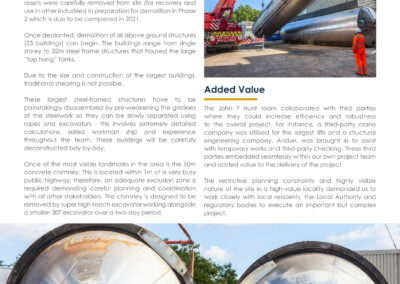 assets were carefully removed from site (for recovery and
use in other industries) in preparation for demolition in Phase
2 which is due to be completed in 2021.
Once deplanted, demolition of all above ground structures
(23 buildings) can begin. The buildings range from single
storey to 32m steel frame structures that housed the large
“top hung” tanks.
Due to the size and construction of the largest buildings,
traditional shearing is not possible.
These largest steel-framed structures have to be
painstakingly disassembled by pre-weakening the gridlines
of the steelwork so they can be slowly separated using
ropes and excavators - this involves extremely detailed
calculations, skilled workman ship and experience
throughout the team. These buildings will be carefully
deconstructed bay-by-bay.
Once of the most visible landmarks in the area is the 50m
concrete chimney. This is located within 1m of a very busy
public highway; therefore, an adequate exclusion zone is
required demanding careful planning and coordination
with all other stakeholders. The chimney is designed to be
removed by super high-reach excavator working alongside
a smaller 30T excavator over a two-day period.
Added Value
The John F Hunt team collaborated with third parties
where they could increase efficiency and robustness
to the overall project. For instance, a third-party crane
company was utilised for the largest lifts and a structural
engineering company, Andun, was brought in to assist
with temporary works and third-party checking. These third
parties embedded seamlessly within our own project team
and added value to the delivery of the project.
The restrictive planning constraints and highly visible
nature of the site in a high-value locality demanded us to
work closely with local residents, the Local Authority and
regulatory bodies to execute an important but complex
project.